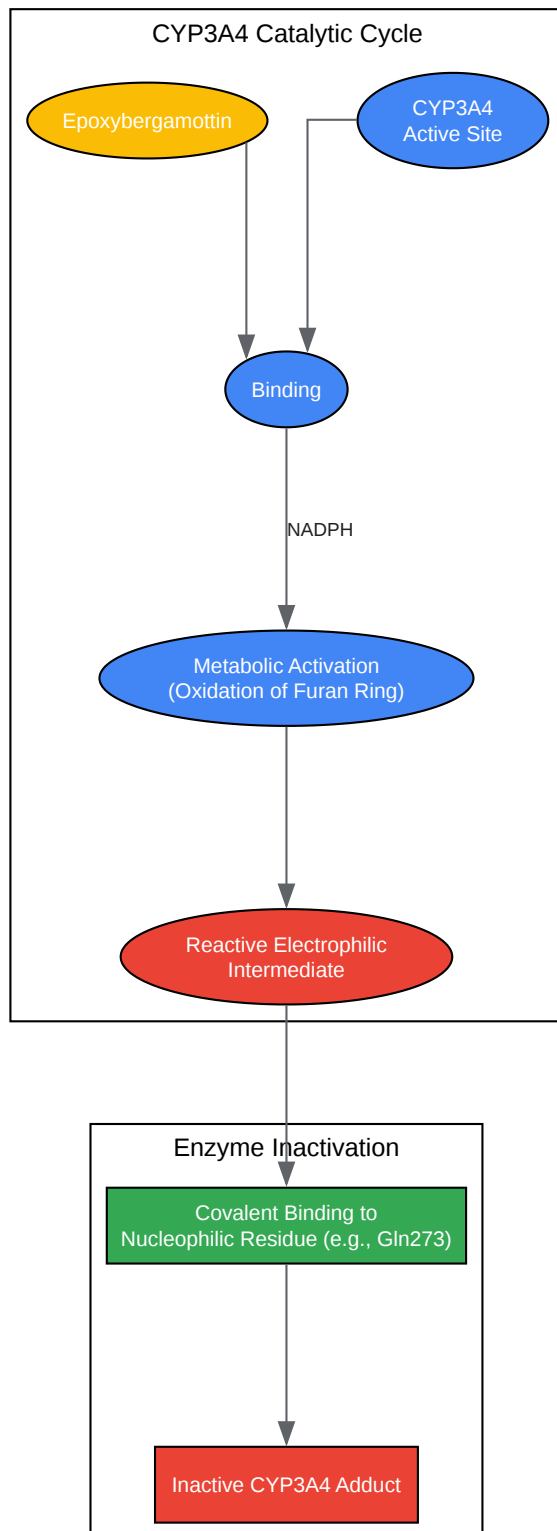 CYP3A4 Catalytic Cycle
Epoxybergamottin
CYP3A4
Active Site
Binding
NADPH
Metabolic Activation
(Oxidation of Furan Ring)
Reactive Electrophilic
Intermediate
Enzyme Inactivation
Covalent Binding to
Nucleophilic Residue (e.g., Gln273)
Inactive CYP3A4 Adduct